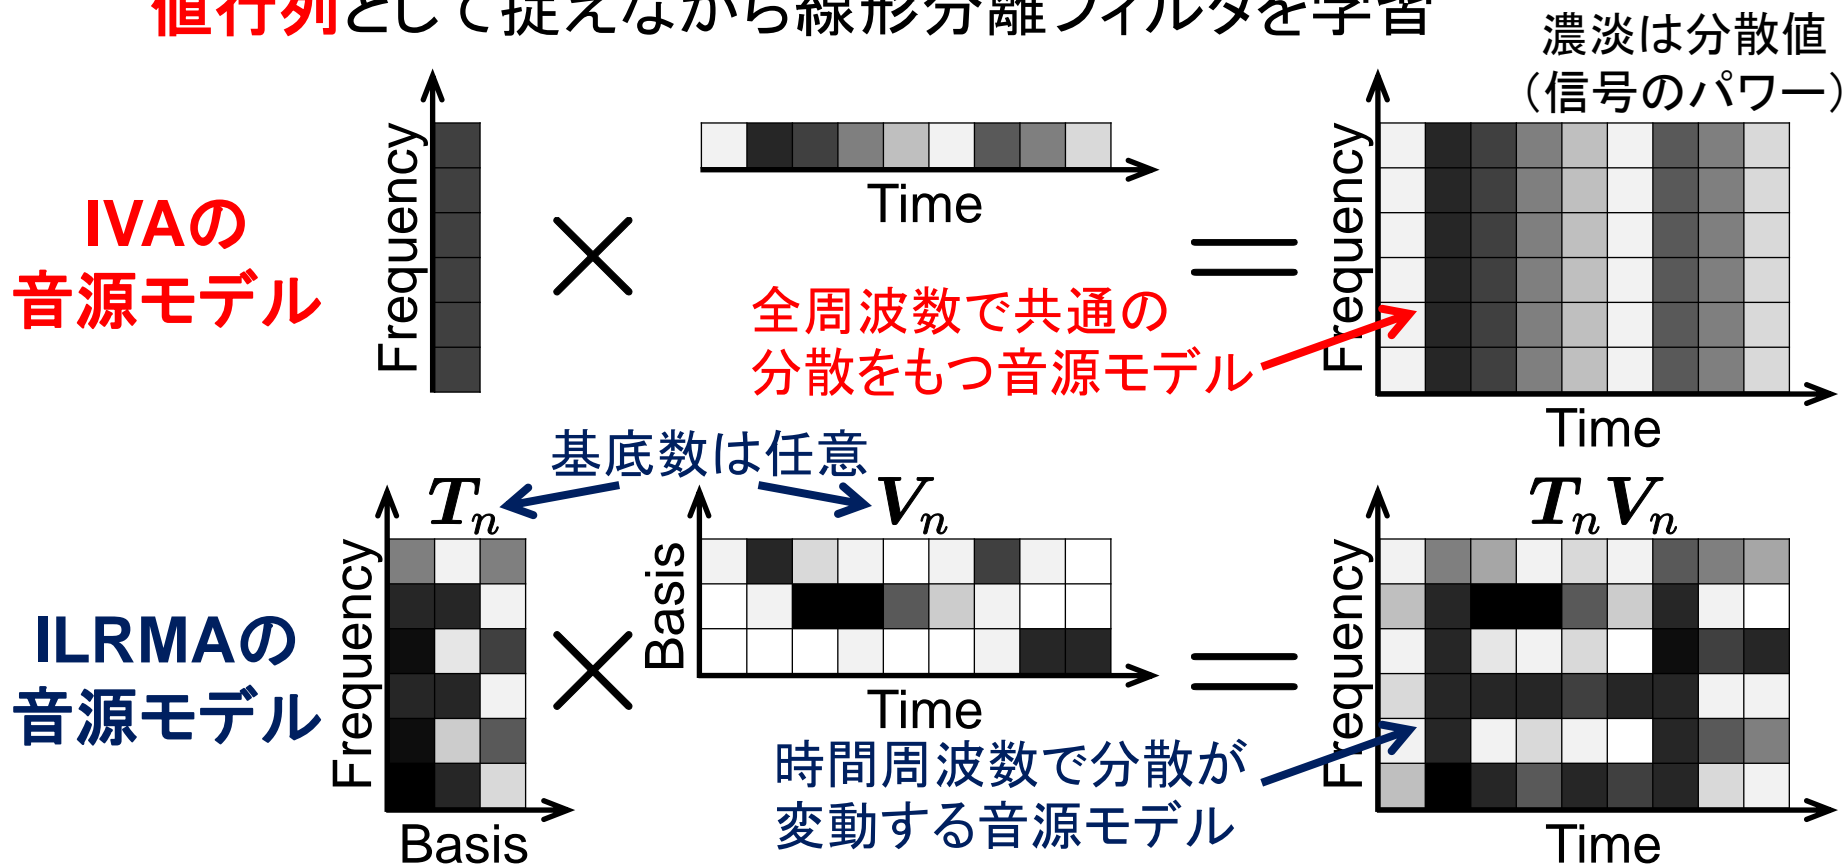 値行列として捉えながら線形分離フィルタを学習
濃淡は分散値
（信号のパワー）
Frequency
Time
Frequency
Time
IVAの
音源モデル
全周波数で共通の
分散をもつ音源モデル
基底数は任意
T_n
V_n
T_n V_n
Frequency
Basis
Basis
Time
Frequency
Time
ILRMAの
音源モデル
時間周波数で分散が
変動する音源モデル